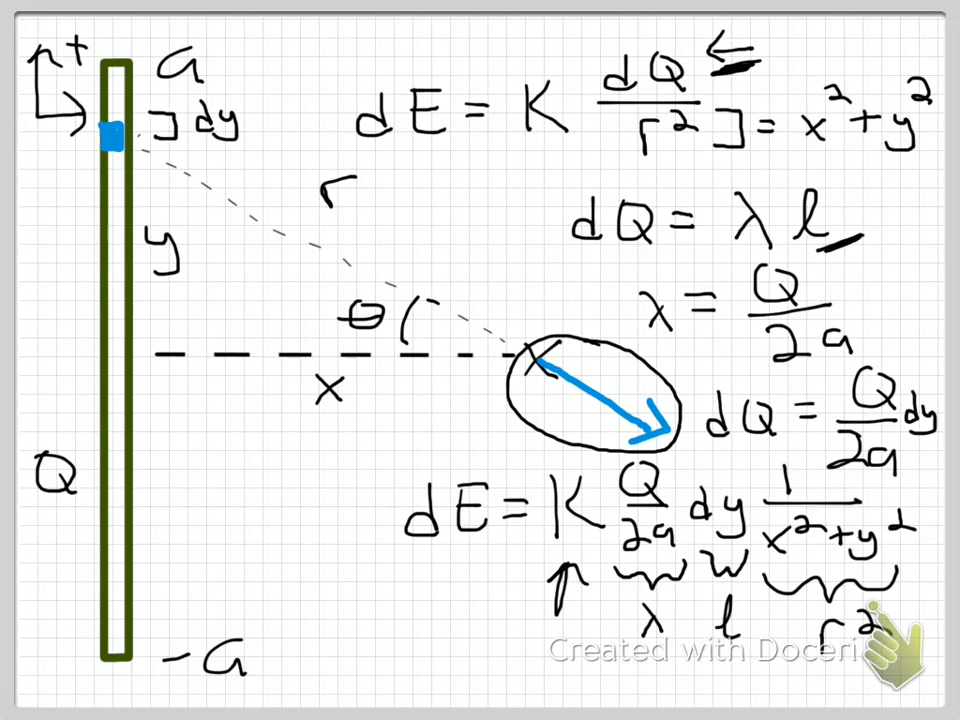 a
+
] dy
dE = K dQ / r² ] = x² + y²
r
dQ = λ l
y
λ = Q / 2a
θ
x
dQ = Q / 2a dy
Q
dE = K Q / 2a dy 1 / x² + y²
λ l r²
-a
Created with Doceri